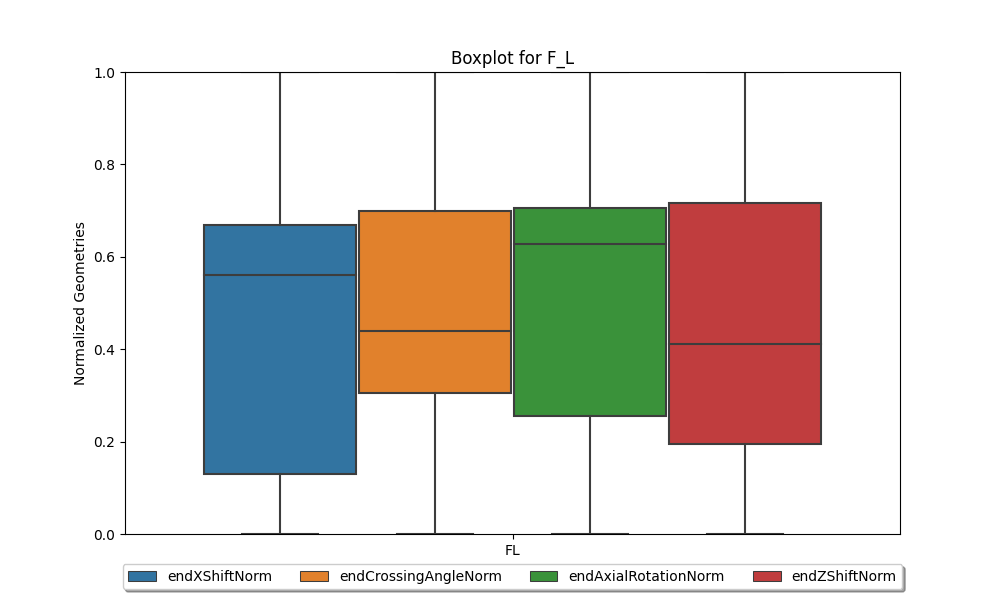 Boxplot for F_L
Normalized Geometries
1.0
0.8
0.6
0.4
0.2
0.0
FL
endXShiftNorm endCrossingAngleNorm endAxialRotationNorm endZShiftNorm